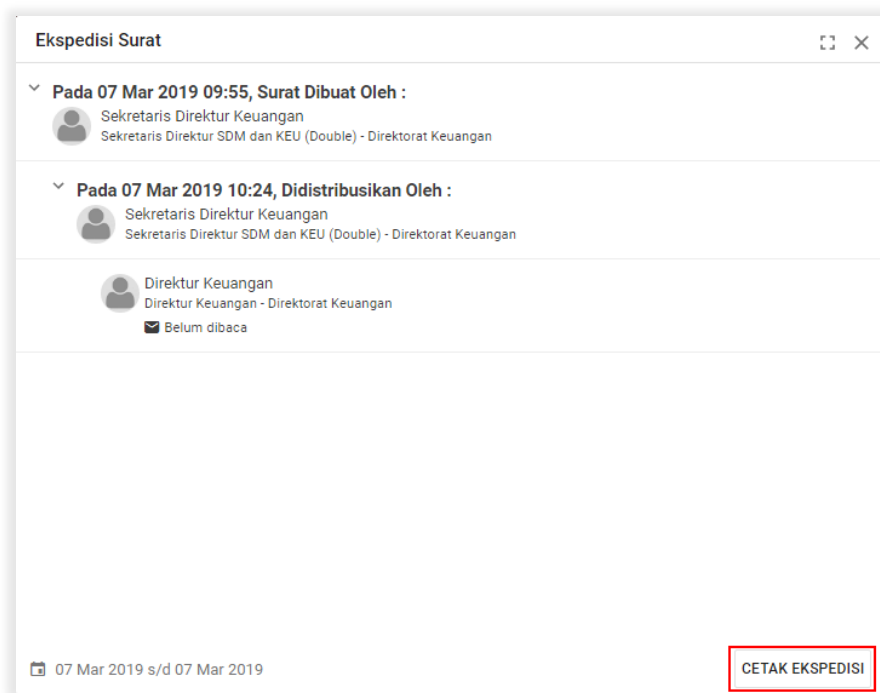 Ekspedisi Surat
Pada 07 Mar 2019 09:55, Surat Dibuat Oleh :
Sekretaris Direktur Keuangan
Sekretaris Direktur SDM dan KEU (Double) - Direktorat Keuangan
Pada 07 Mar 2019 10:24, Didistribusikan Oleh :
Sekretaris Direktur Keuangan
Sekretaris Direktur SDM dan KEU (Double) - Direktorat Keuangan
Direktur Keuangan
Direktur Keuangan - Direktorat Keuangan
Belum dibaca
07 Mar 2019 s/d 07 Mar 2019
CETAK EKSPEDISI